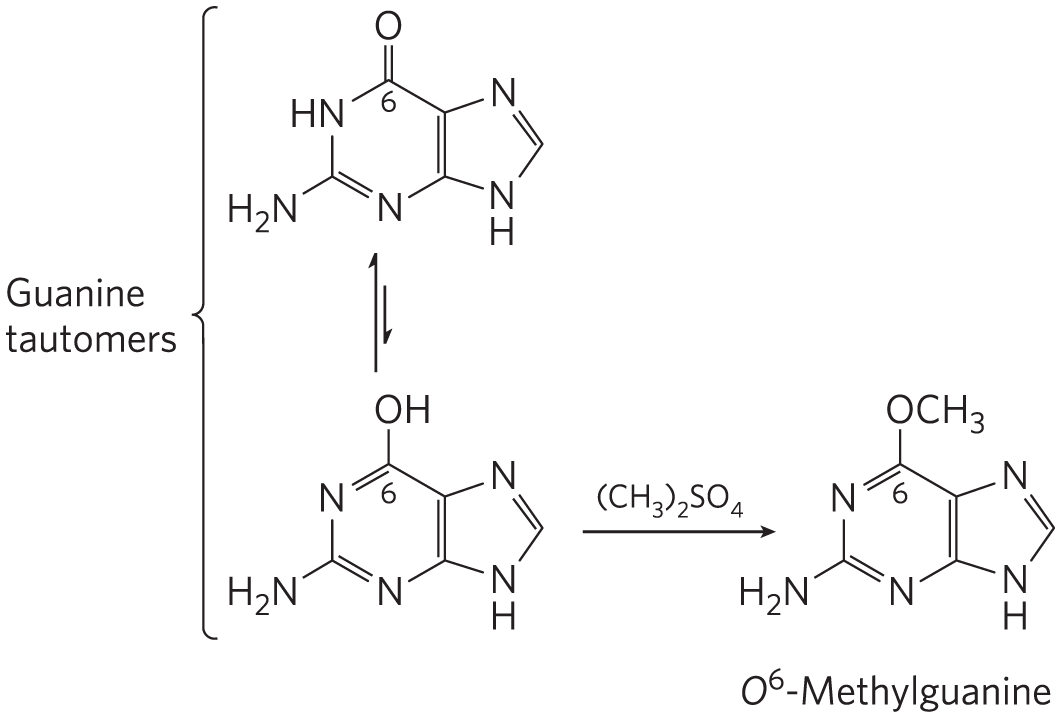 O
6
N
HN
H₂N
N
N
H
Guanine
tautomers
OH
6
N
N
H₂N
N
N
H
(CH₃)₂SO₄
OCH₃
6
N
N
H₂N
N
N
H
O⁶-Methylguanine